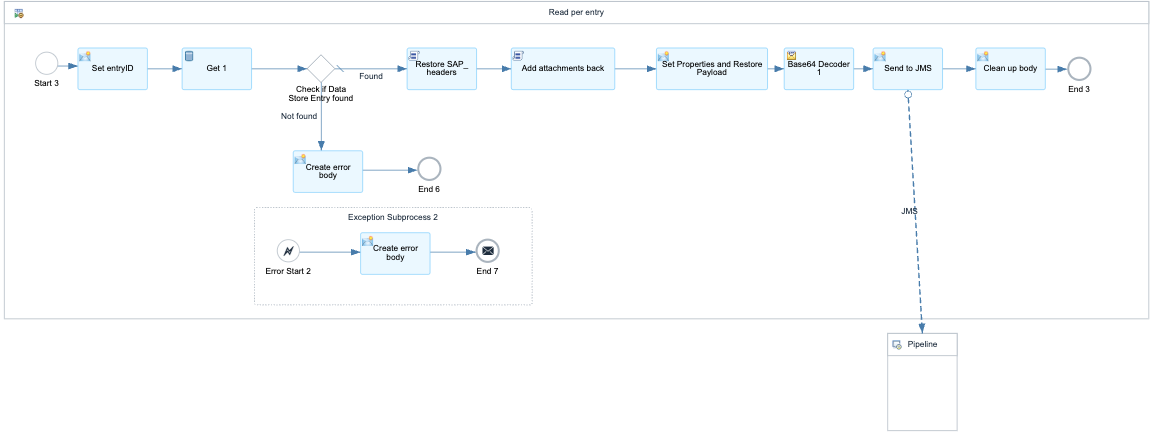 Read per entry
Start 3
Set entryID
Get 1
Check if Data
Store Entry found
Found
Not found
Restore SAP_
headers
Add attachments back
Set Properties and Restore
Payload
Base64 Decoder
1
Send to JMS
Clean up body
End 3
Create error
body
End 6
Exception Subprocess 2
Error Start 2
Create error
body
End 7
JMS
Pipeline